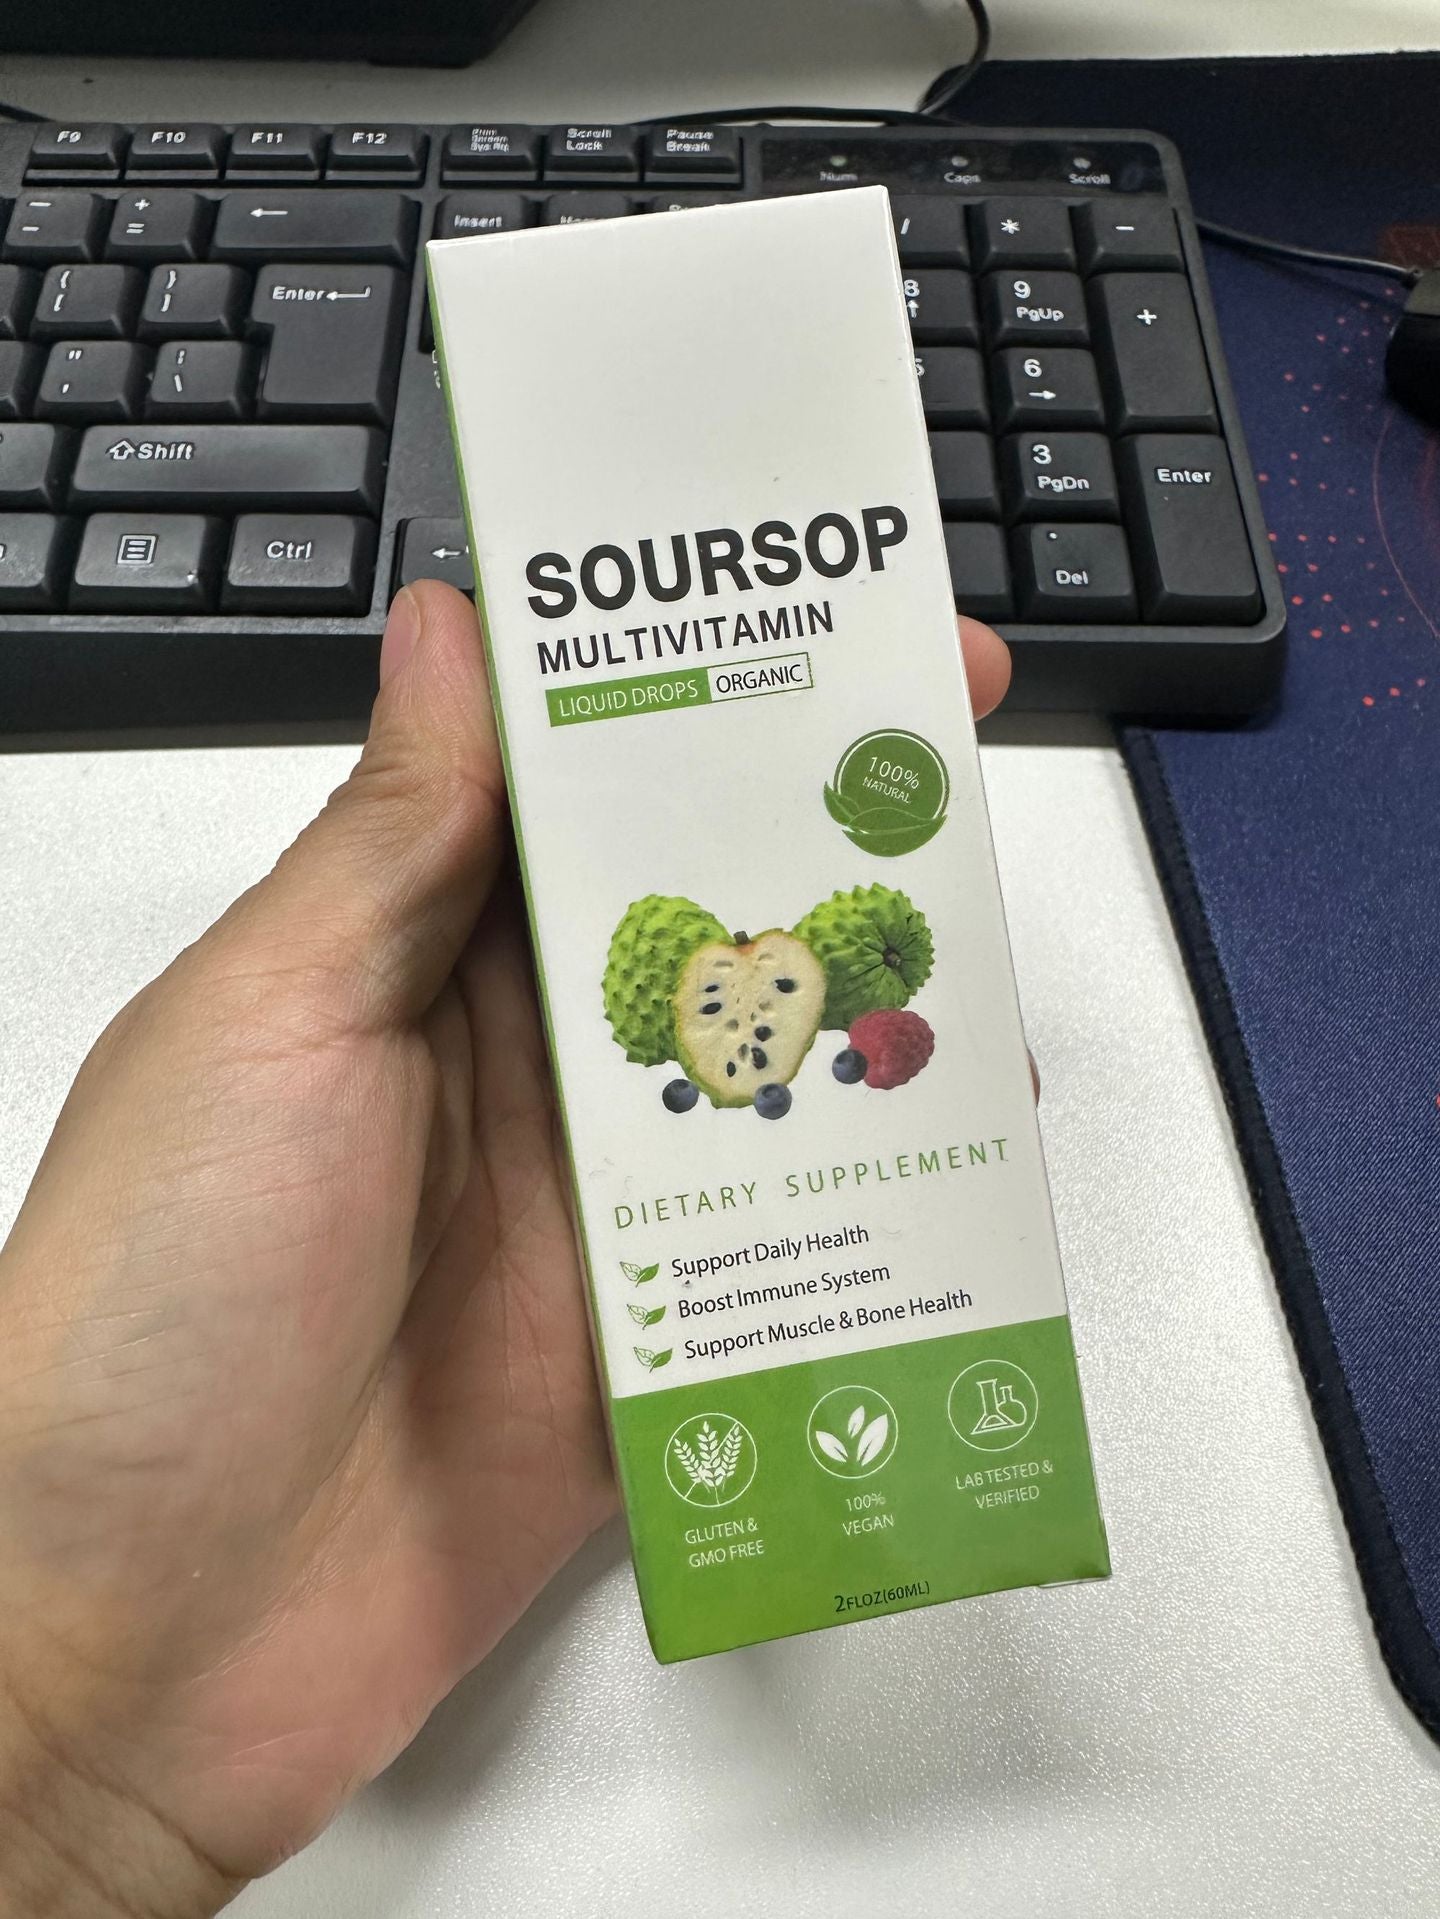 F9 F10 F11 F12 Scroll Lock Pause Break
Num Caps Scroll
Insert
/ * -
{ [ } ] Enter
8 9 PgUp +
" '
6
Shift
3 PgDn Enter
Ctrl
. Del
SOURSOP
MULTIVITAMIN
LIQUID DROPS ORGANIC
100%
NATURAL
DIETARY SUPPLEMENT
Support Daily Health
Boost Immune System
Support Muscle & Bone Health
GLUTEN &
GMO FREE
100%
VEGAN
LAB TESTED &
VERIFIED
2FLOZ(60ML)